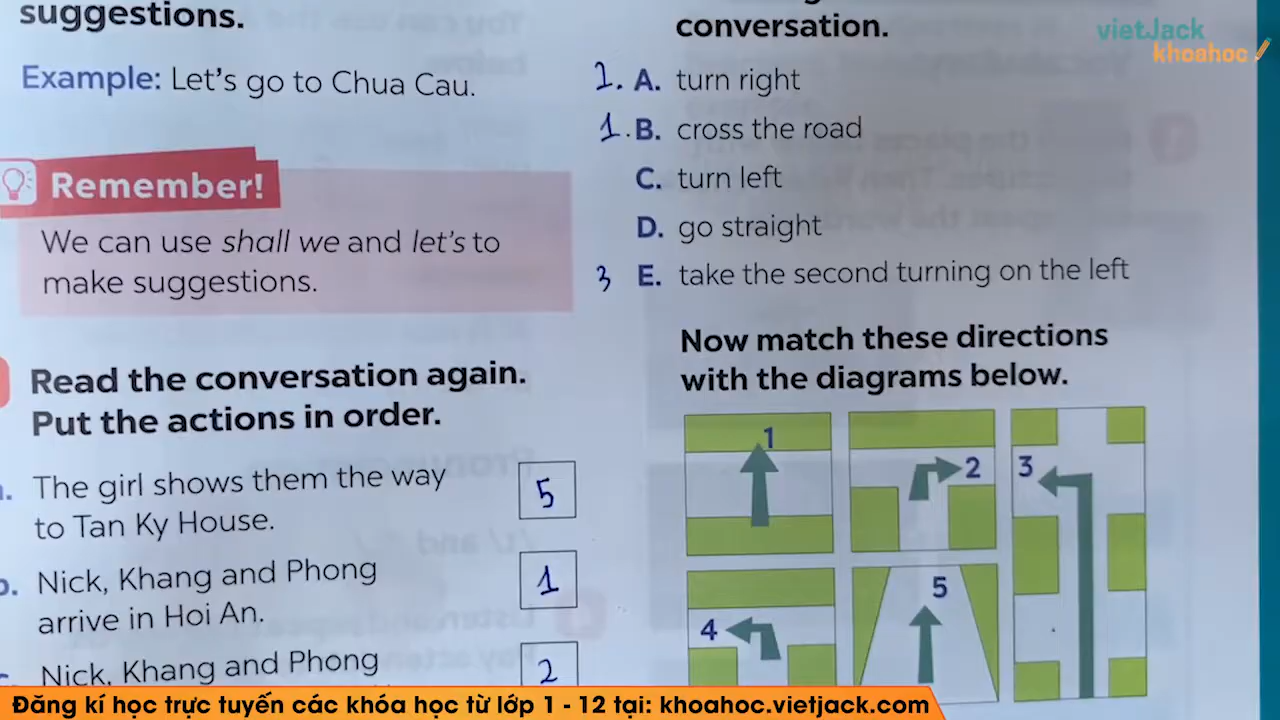 suggestions.
Example: Let's go to Chua Cau.
Remember!
We can use shall we and let's to
make suggestions.
Read the conversation again.
Put the actions in order.
The girl shows them the way
to Tan Ky House.
5
Nick, Khang and Phong
arrive in Hoi An.
1
Nick, Khang and Phong
2
conversation.
A. turn right
1. B. cross the road
C. turn left
D. go straight
3 E. take the second turning on the left
Now match these directions
with the diagrams below.
1
2
3
4
5
vietJack
khoahoc
Đăng kí học trực tuyến các khóa học từ lớp 1 - 12 tại: khoahoc.vietjack.com